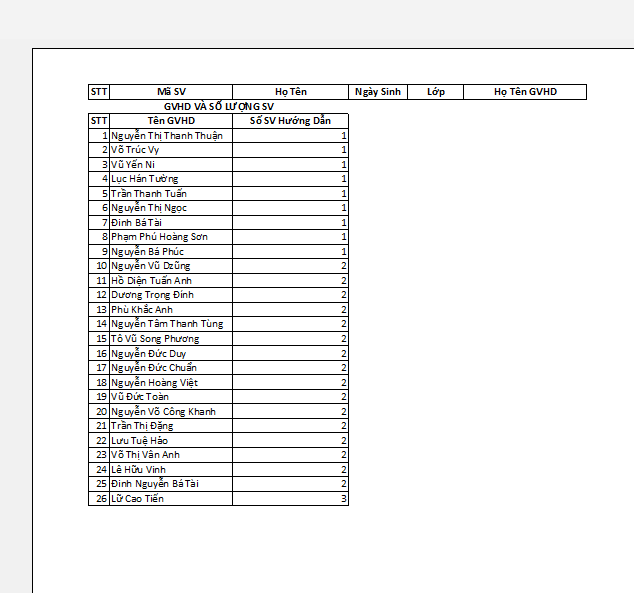 STT Mã SV Họ Tên Ngày Sinh Lớp Họ Tên GVHD
GVHD VÀ SỐ LƯỢNG SV
STT Tên GVHD Số SV Hướng Dẫn
1 Nguyễn Thị Thanh Thuận 1
2 Võ Trúc Vy 1
3 Vũ Yến Ni 1
4 Lục Hán Tường 1
5 Trần Thanh Tuấn 1
6 Nguyễn Thị Ngọc 1
7 Đinh Bá Tài 1
8 Phạm Phú Hoàng Sơn 1
9 Nguyễn Bá Phúc 1
10 Nguyễn Vũ Dzũng 2
11 Hồ Diện Tuấn Anh 2
12 Dương Trọng Đính 2
13 Phù Khắc Anh 2
14 Nguyễn Tâm Thanh Tùng 2
15 Tô Vũ Song Phương 2
16 Nguyễn Đức Duy 2
17 Nguyễn Đức Chuẩn 2
18 Nguyễn Hoàng Việt 2
19 Vũ Đức Toàn 2
20 Nguyễn Võ Công Khanh 2
21 Trần Thị Đặng 2
22 Lưu Tuệ Hảo 2
23 Võ Thị Vân Anh 2
24 Lê Hữu Vinh 2
25 Đinh Nguyễn Bá Tài 2
26 Lữ Cao Tiến 3